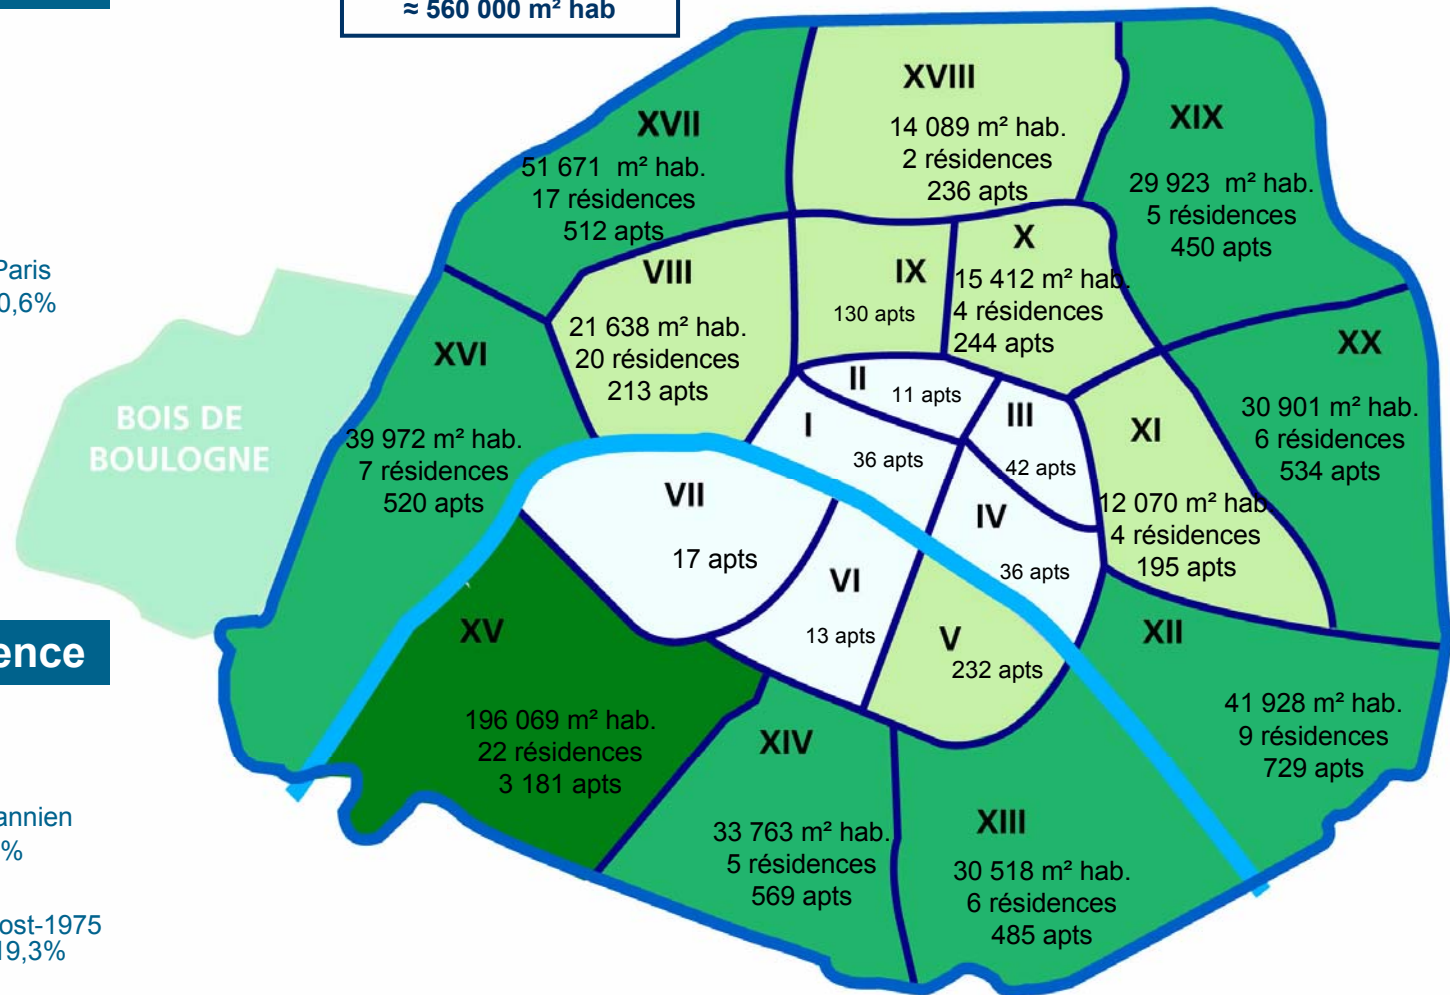 ≈ 560 000 m² hab
Paris
0,6%
ence
annien
%
ost-1975
19,3%
BOIS DE
BOULOGNE
XVII
51 671 m² hab.
17 résidences
512 apts
XVIII
14 089 m² hab.
2 résidences
236 apts
XIX
29 923 m² hab.
5 résidences
450 apts
VIII
21 638 m² hab.
20 résidences
213 apts
IX
130 apts
X
15 412 m² hab.
4 résidences
244 apts
XVI
39 972 m² hab.
7 résidences
520 apts
II
11 apts
I
36 apts
III
42 apts
XI
12 070 m² hab
4 résidences
195 apts
XX
30 901 m² hab.
6 résidences
534 apts
VII
17 apts
VI
13 apts
IV
36 apts
V
232 apts
XV
196 069 m² hab.
22 résidences
3 181 apts
XIV
33 763 m² hab.
5 résidences
569 apts
XIII
30 518 m² hab.
6 résidences
485 apts
XII
41 928 m² hab.
9 résidences
729 apts